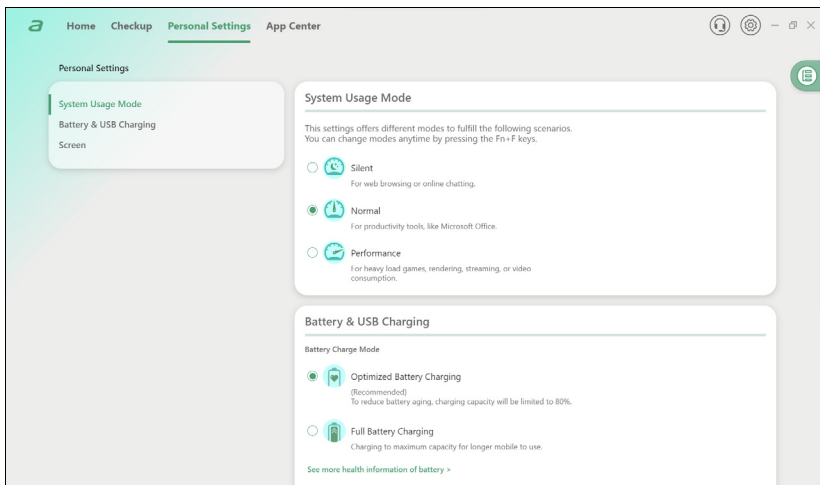 a Home Checkup Personal Settings App Center
Personal Settings
System Usage Mode
Battery & USB Charging
Screen
System Usage Mode
This settings offers different modes to fulfill the following scenarios.
You can change modes anytime by pressing the Fn+F keys.
Silent
For web browsing or online chatting.
Normal
For productivity tools, like Microsoft Office.
Performance
For heavy load games, rendering, streaming, or video
consumption.
Battery & USB Charging
Battery Charge Mode
Optimized Battery Charging
(Recommended)
To reduce battery aging, charging capacity will be limited to 80%.
Full Battery Charging
Charging to maximum capacity for longer mobile to use.
See more health information of battery >